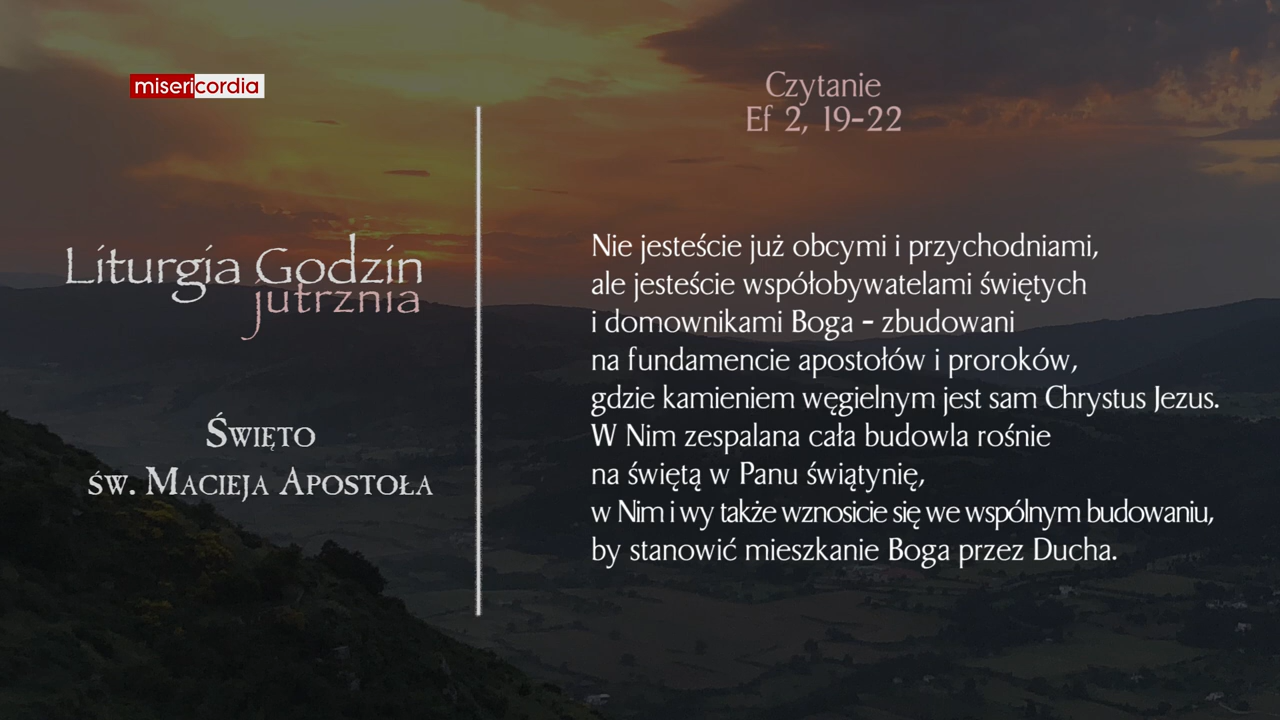 misericordia
Liturgia Godzin
jutrznia
Święto
św. Macieja Apostoła
Czytanie
Ef 2, 19-22
Nie jesteście już obcymi i przychodniami,
ale jesteście współobywatelami świętych
i domownikami Boga - zbudowani
na fundamencie apostołów i proroków,
gdzie kamieniem węgielnym jest sam Chrystus Jezus.
W Nim zespalana cała budowla rośnie
na świętą w Panu świątynię,
w Nim i wy także wznosicie się we wspólnym budowaniu,
by stanowić mieszkanie Boga przez Ducha.